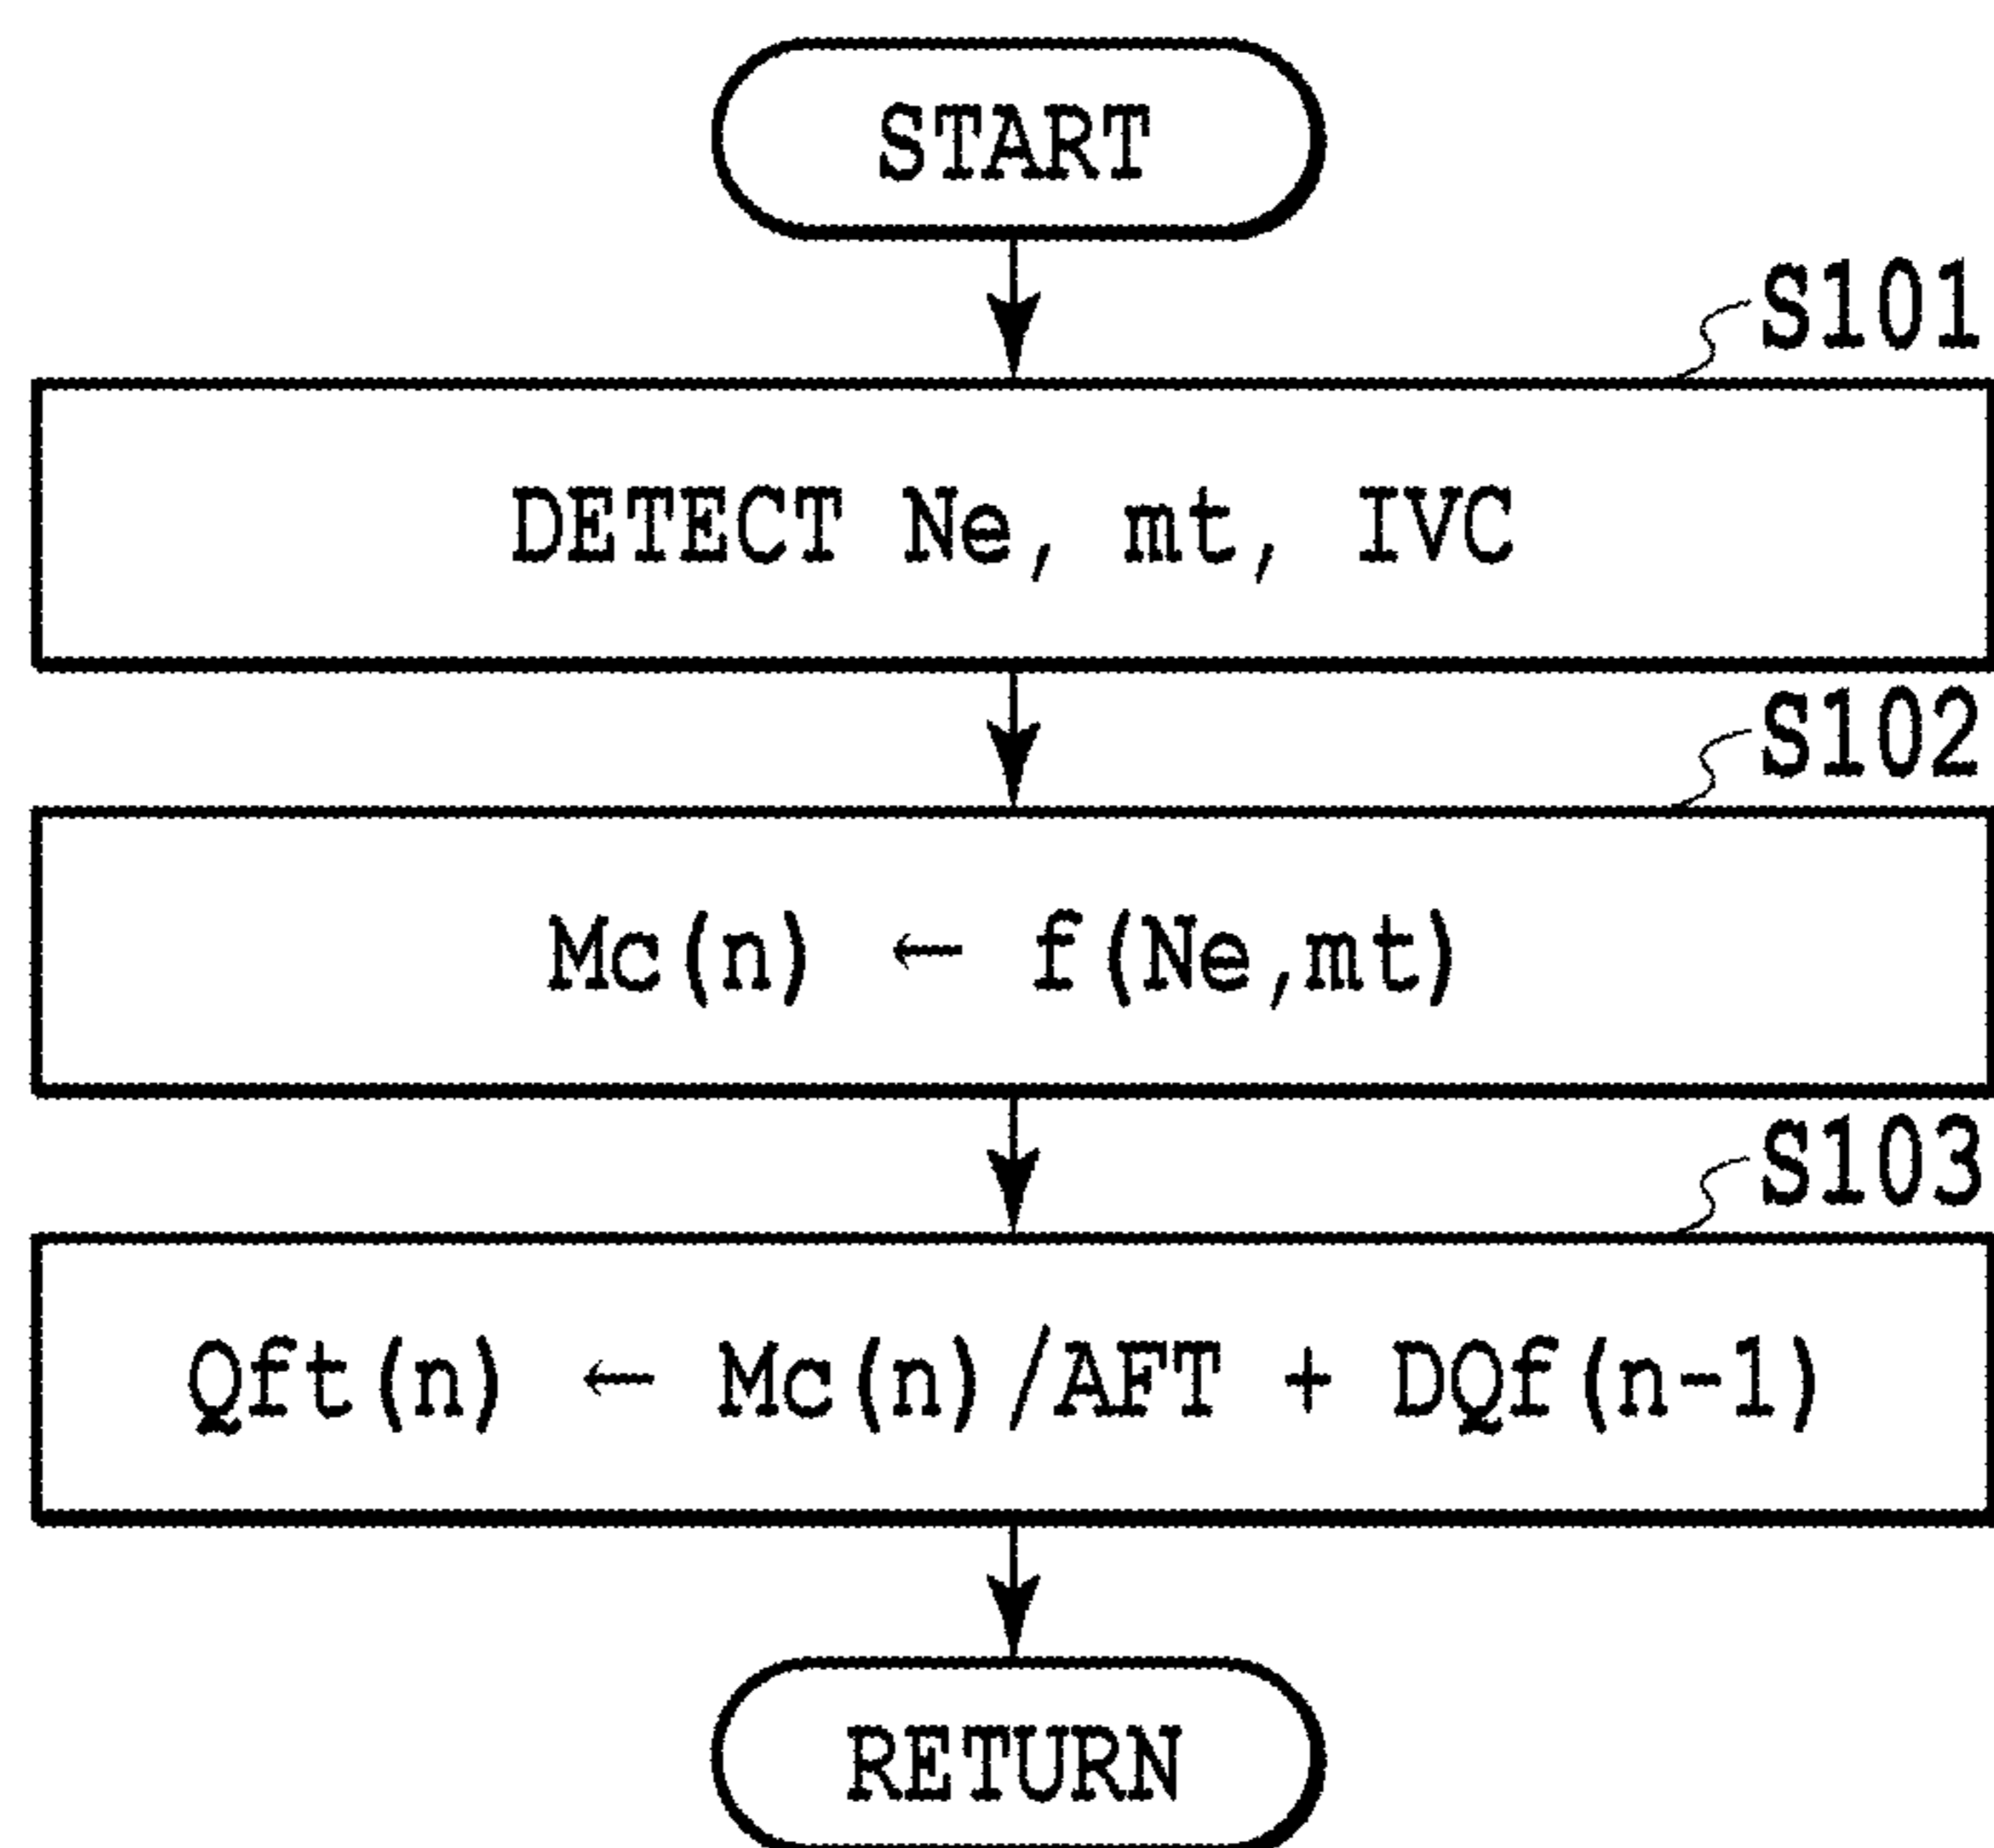 START
S101
DETECT Ne, mt, IVC
S102
Mc(n) ← f(Ne,mt)
S103
Qft(n) ← Mc(n)/AFT + DQf(n-1)
RETURN